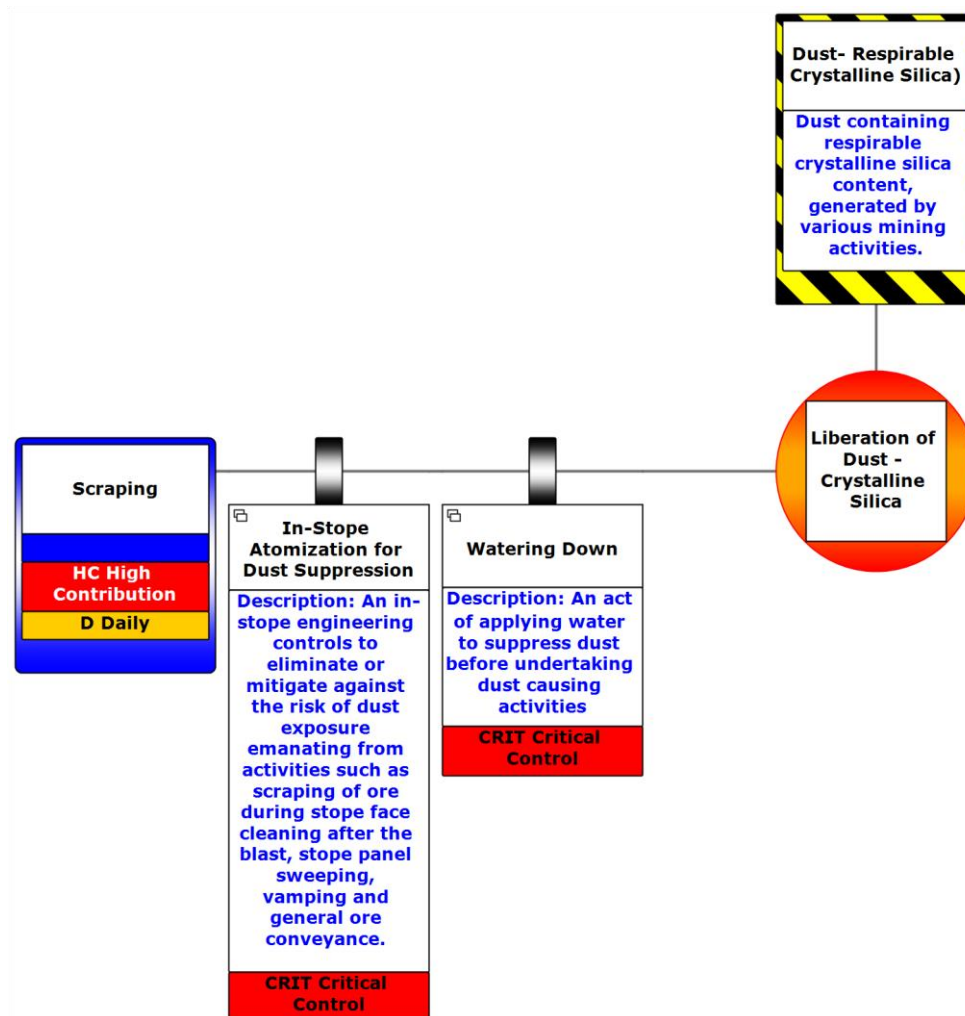 Dust- Respirable
Crystalline Silica)
Dust containing
respirable
crystalline silica
content,
generated by
various mining
activities.
Liberation of
Dust -
Crystalline
Silica
Scraping
HC High
Contribution
D Daily
In-Stope
Atomization for
Dust Suppression
Description: An in-
stope engineering
controls to
eliminate or
mitigate against
the risk of dust
exposure
emanating from
activities such as
scraping of ore
during stope face
cleaning after the
blast, stope panel
sweeping,
vamping and
general ore
conveyance.
CRIT Critical
Control
Watering Down
Description: An act
of applying water
to suppress dust
before undertaking
dust causing
activities
CRIT Critical
Control